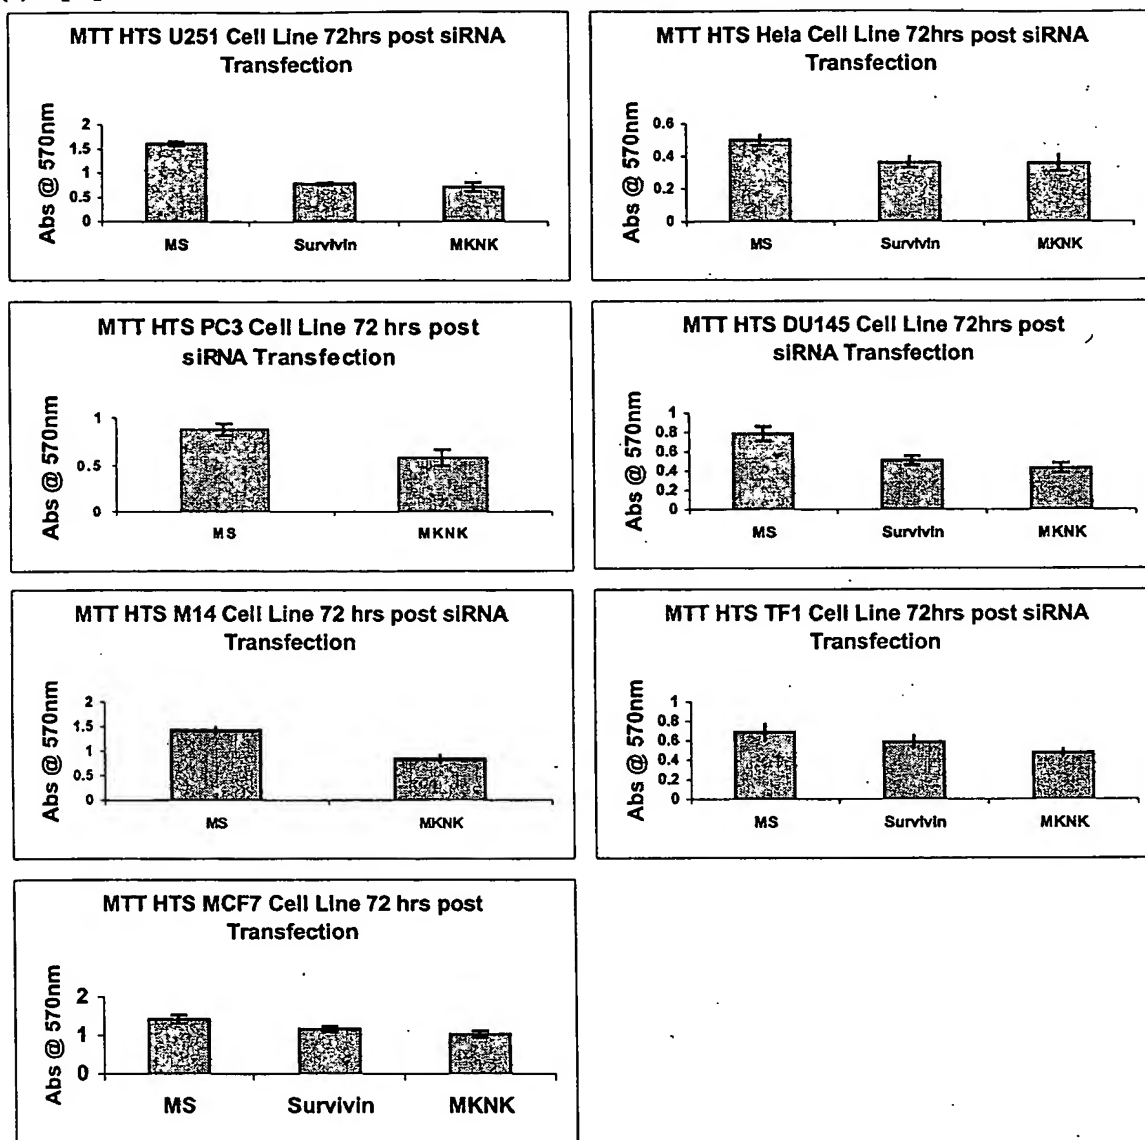 MTT HTS U251 Cell Line 72hrs post siRNA
Transfection
Abs @ 570nm
2
1.5
1
0.5
0
MS Survivin MKNK
MTT HTS Hela Cell Line 72hrs post siRNA
Transfection
Abs @ 570nm
0.6
0.4
0.2
0
MS Survivin MKNK
MTT HTS PC3 Cell Line 72 hrs post
siRNA Transfection
Abs @ 570nm
1
0.5
0
MS MKNK
MTT HTS DU145 Cell Line 72hrs post
siRNA Transfection
Abs @ 570nm
1
0.8
0.6
0.4
0.2
0
MS Survivin MKNK
MTT HTS M14 Cell Line 72 hrs post siRNA
Transfection
Abs @ 570nm
2
1.5
1
0.5
0
MS MKNK
MTT HTS TF1 Cell Line 72hrs post siRNA
Transfection
Abs @ 570nm
1
0.8
0.6
0.4
0.2
0
MS Survivin MKNK
MTT HTS MCF7 Cell Line 72 hrs post
Transfection
Abs @ 570nm
2
1
0
MS Survivin MKNK